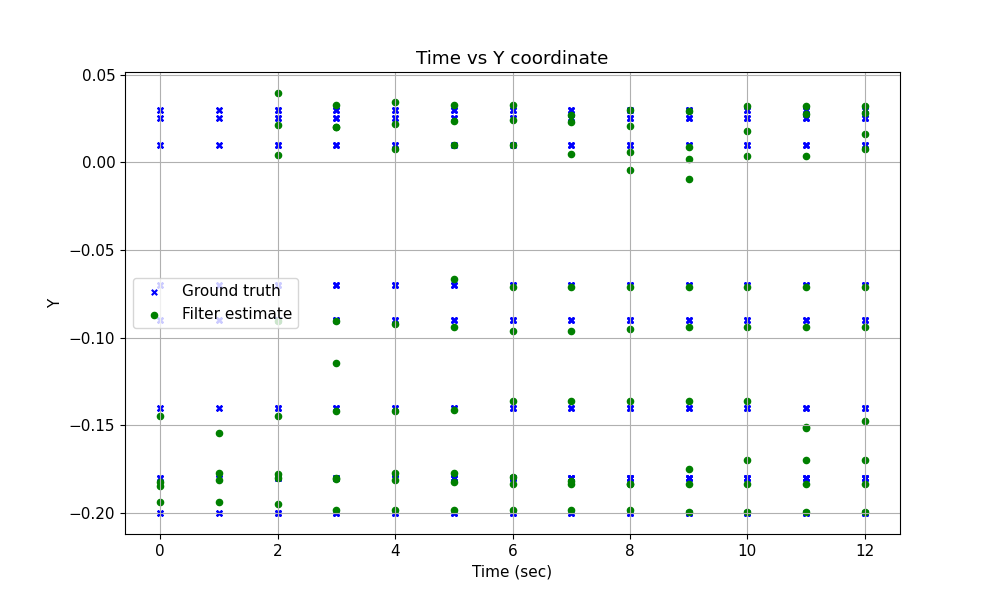 Time vs Y coordinate
0.05
0.00
−0.05
−0.10
−0.15
−0.20
Y
Ground truth
Filter estimate
0 2 4 6 8 10 12
Time (sec)